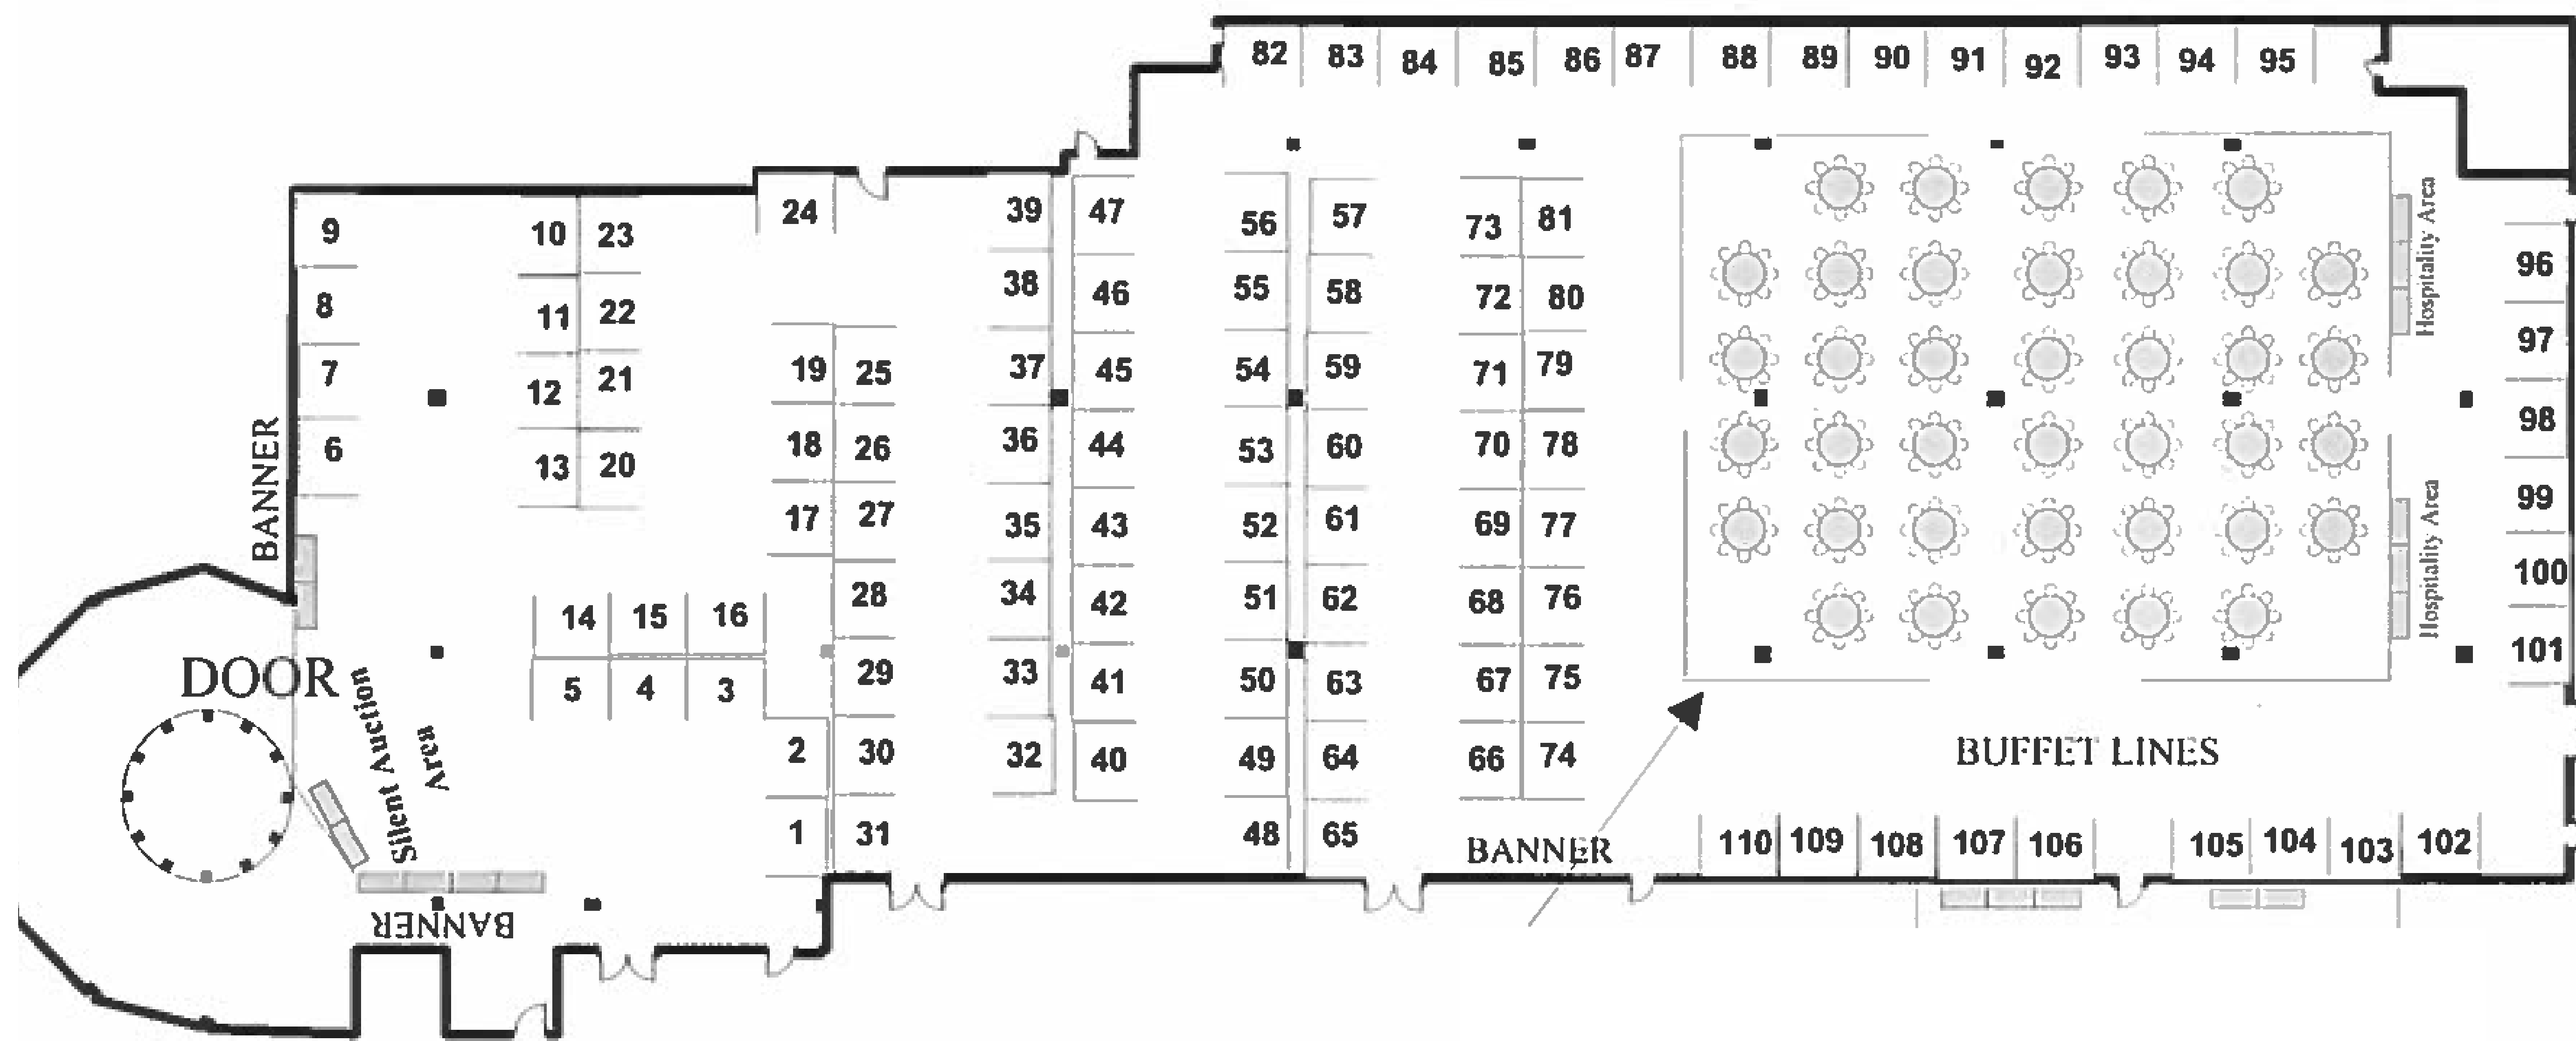 82 83 84 85 86 87 88 89 90 91 92 93 94 95
9 10 23 24 39 47 56 57 73 81
8 11 22 38 46 55 58 72 80
7 12 21 19 25 37 45 54 59 71 79
6 13 20 18 26 36 44 53 60 70 78
17 27 35 43 52 61 69 77
14 15 16 28 34 42 51 62 68 76
5 4 3 29 33 41 50 63 67 75
2 30 32 40 49 64 66 74
1 31 48 65
96
97
98
99
100
101
110 109 108 107 106 105 104 103 102
BANNER
DOOR
Silent Auction
Area
BANNER
BANNER
BUFFET LINES
Hospitality Area
Hospitality Area